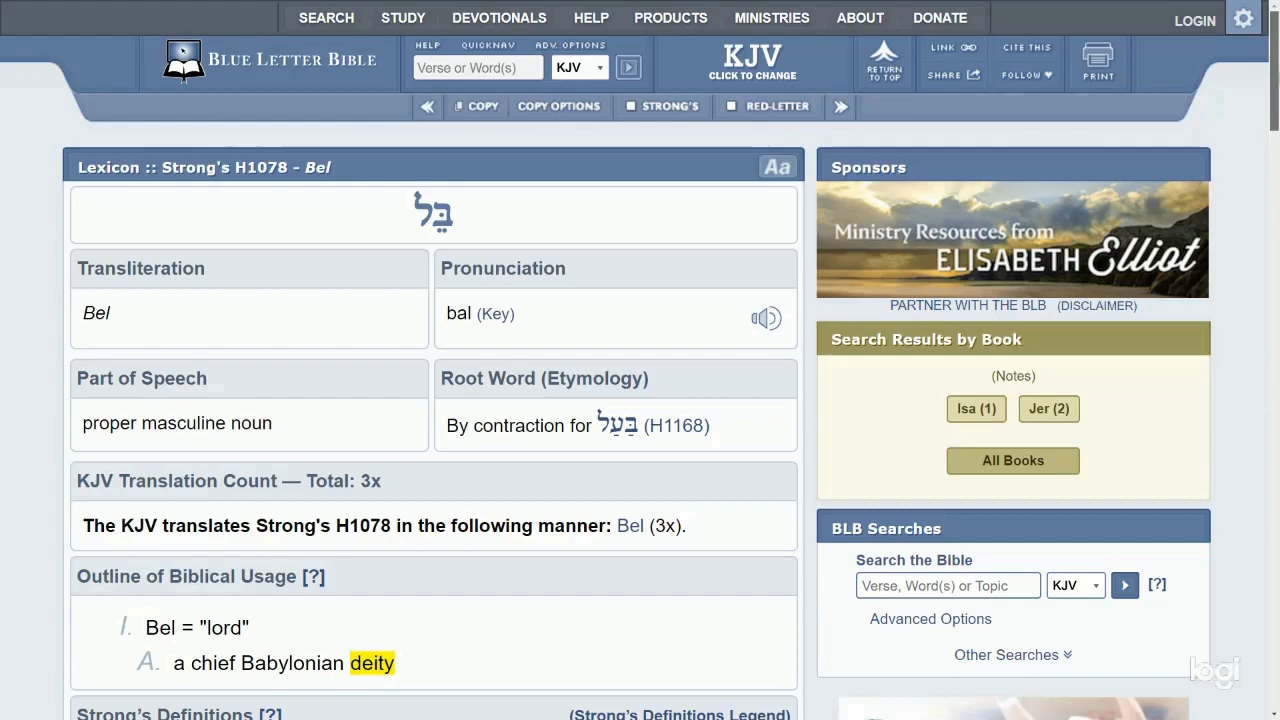 SEARCH STUDY DEVOTIONALS HELP PRODUCTS MINISTRIES ABOUT DONATE
LOGIN
BLUE LETTER BIBLE
HELP QUICKNAV ADV. OPTIONS
Verse or Word(s) KJV
KJV
CLICK TO CHANGE
RETURN
TO TOP
LINK CITE THIS
SHARE FOLLOW
PRINT
COPY COPY OPTIONS STRONG'S RED-LETTER
Lexicon :: Strong's H1078 - Bel Aa
בֵּל
Transliteration
Bel
Pronunciation
bal (Key)
Part of Speech
proper masculine noun
Root Word (Etymology)
By contraction for בַּעַל (H1168)
KJV Translation Count — Total: 3x
The KJV translates Strong's H1078 in the following manner: Bel (3x).
Outline of Biblical Usage [?]
I. Bel = "lord"
A. a chief Babylonian deity
Strong’s Definitions [?] (Strong’s Definitions Legend)
Sponsors
Ministry Resources from
ELISABETH Elliot
PARTNER WITH THE BLB (DISCLAIMER)
Search Results by Book
(Notes)
Isa (1) Jer (2)
All Books
BLB Searches
Search the Bible
Verse, Word(s) or Topic KJV [?]
Advanced Options
Other Searches
logi